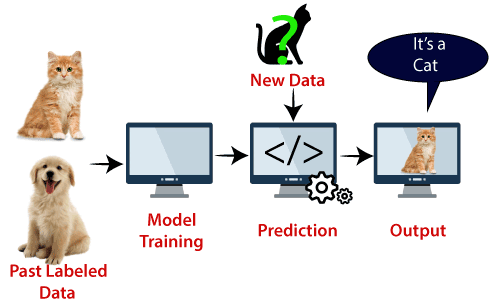 It's a
Cat
?
New Data
</>
Model
Training
Prediction
Output
Past Labeled
Data